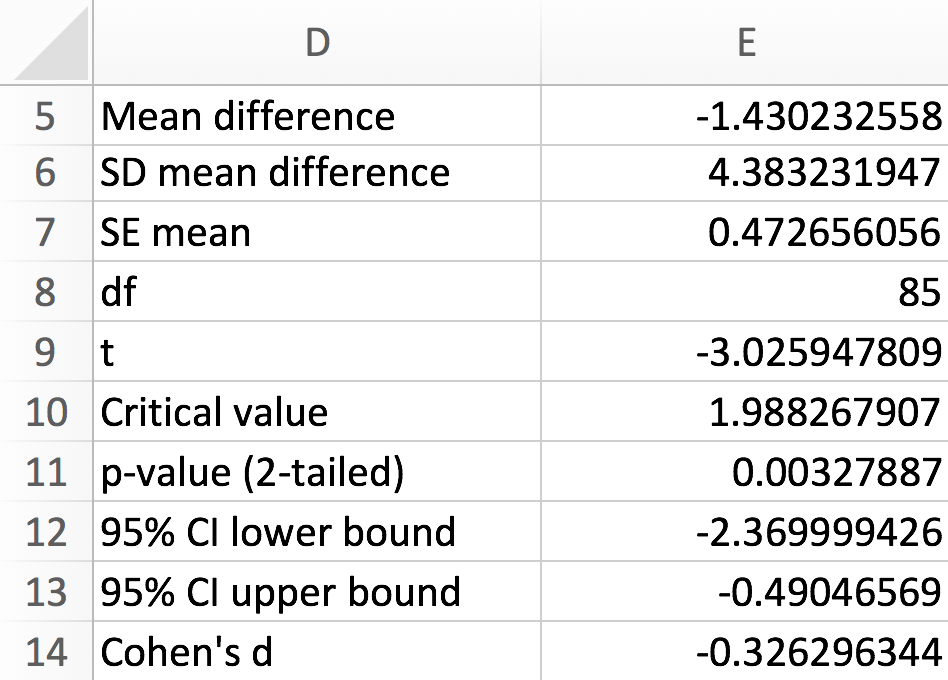 D E
5 Mean difference -1.430232558
6 SD mean difference 4.383231947
7 SE mean 0.472656056
8 df 85
9 t -3.025947809
10 Critical value 1.988267907
11 p-value (2-tailed) 0.00327887
12 95% CI lower bound -2.369999426
13 95% CI upper bound -0.49046569
14 Cohen's d -0.326296344